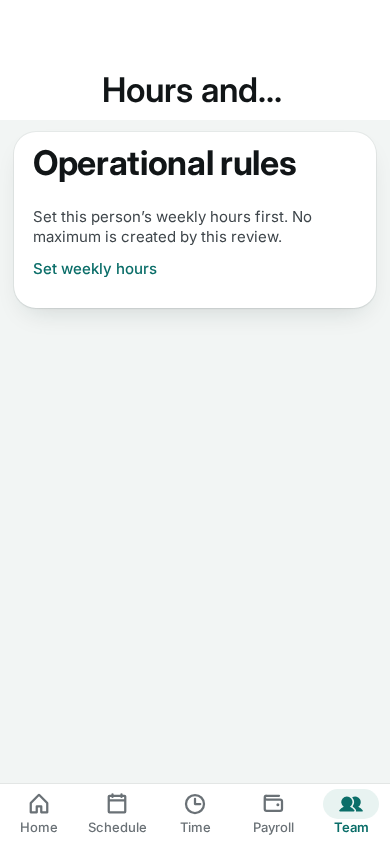 Hours and...
Operational rules
Set this person’s weekly hours first. No
maximum is created by this review.
Set weekly hours
Home
Schedule
Time
Payroll
Team